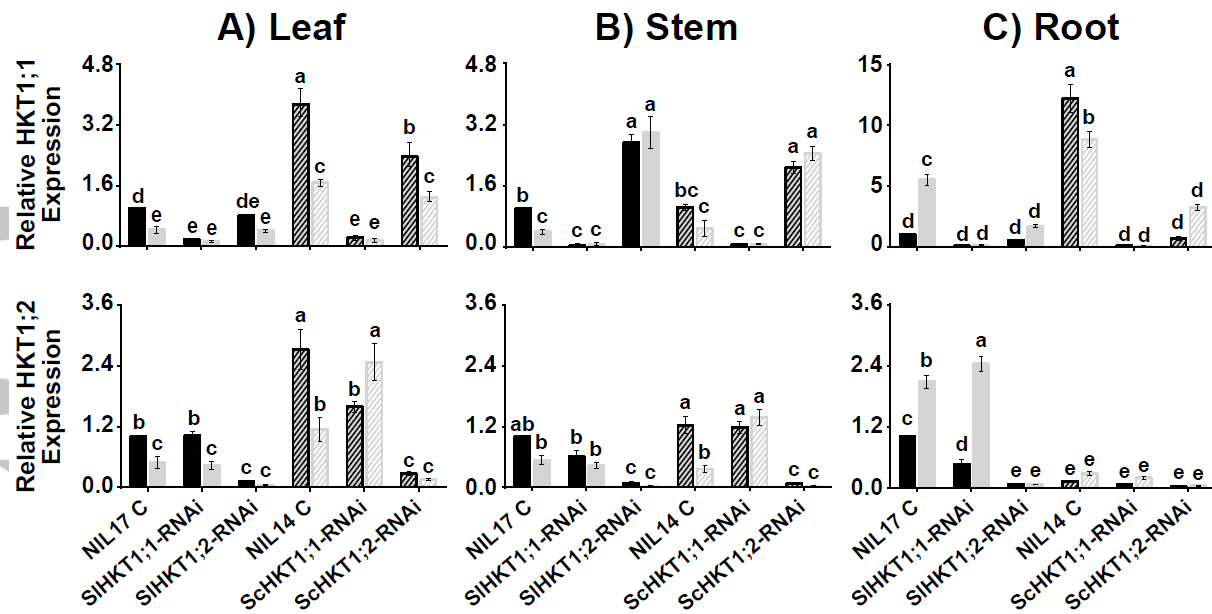 A) Leaf B) Stem C) Root
Relative HKT1;1
Expression
4.8
3.2
1.6
0.0
d e e e de e a c e e b c
4.8
3.2
1.6
0.0
b c c c a a bc c c c a a
15
10
5
0
d c d d d d a b d d d d
Relative HKT1;2
Expression
3.6
2.4
1.2
0.0
b c b c c c a b b a c c
3.6
2.4
1.2
0.0
ab b b b c c a b a a c c
3.6
2.4
1.2
0.0
c b d a e e e e e e e e
NIL17 C
SlHKT1;1-RNAi
SlHKT1;2-RNAi
NIL14 C
ScHKT1;1-RNAi
ScHKT1;2-RNAi
NIL17 C
SlHKT1;1-RNAi
SlHKT1;2-RNAi
NIL14 C
ScHKT1;1-RNAi
ScHKT1;2-RNAi
NIL17 C
SlHKT1;1-RNAi
SlHKT1;2-RNAi
NIL14 C
ScHKT1;1-RNAi
ScHKT1;2-RNAi